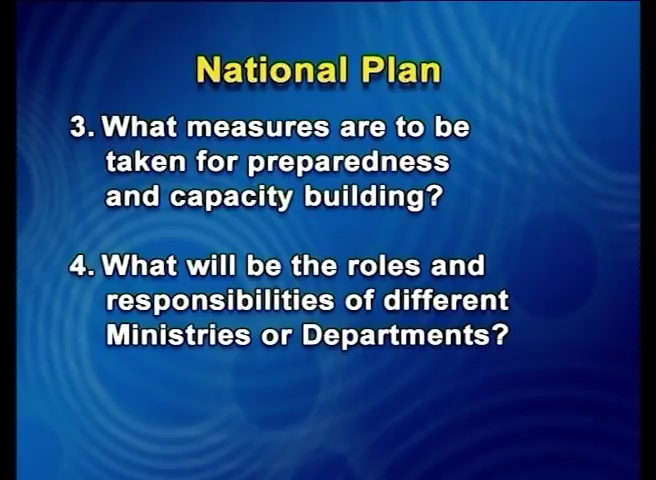 National Plan
3. What measures are to be
taken for preparedness
and capacity building?
4. What will be the roles and
responsibilities of different
Ministries or Departments?